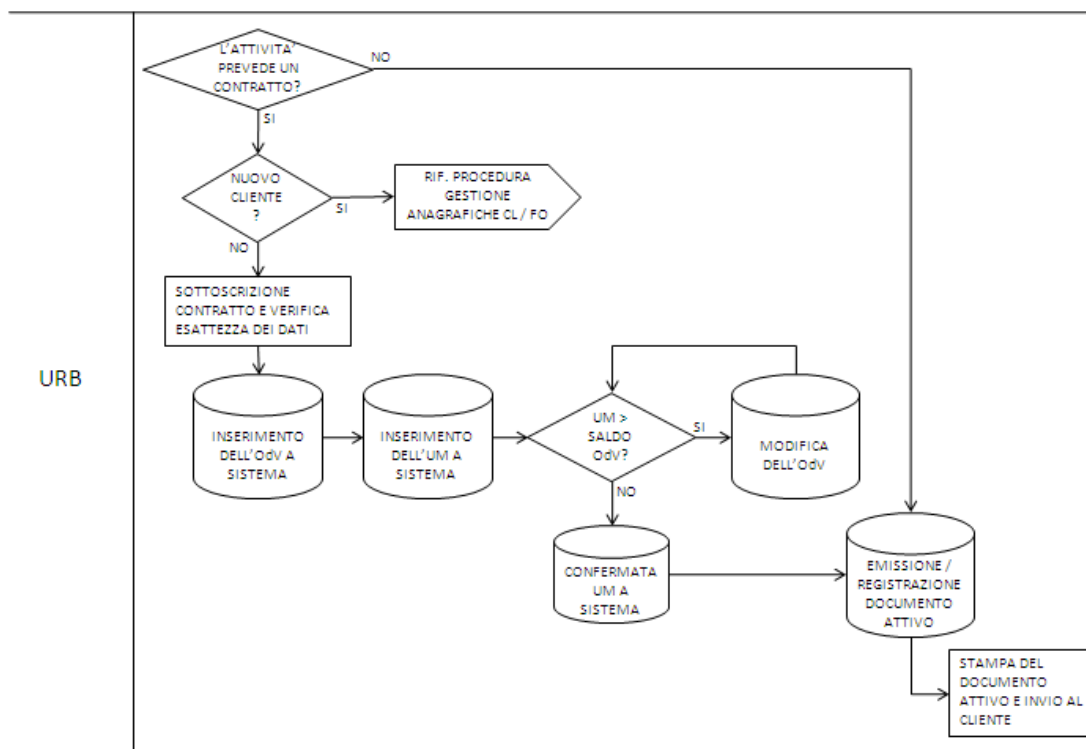 L'ATTIVITA'
PREVEDE UN
CONTRATTO?
NO
SI
NUOVO
CLIENTE
?
SI
NO
RIF. PROCEDURA
GESTIONE
ANAGRAFICHE CL / FO
SOTTOSCRIZIONE
CONTRATTO E VERIFICA
ESATTEZZA DEI DATI
URB
INSERIMENTO
DELL'OdV A
SISTEMA
INSERIMENTO
DELL'UM A
SISTEMA
UM >
SALDO
OdV?
SI
NO
MODIFICA
DELL'OdV
CONFERMATA
UM A
SISTEMA
EMISSIONE /
REGISTRAZIONE
DOCUMENTO
ATTIVO
STAMPA DEL
DOCUMENTO
ATTIVO E INVIO AL
CLIENTE